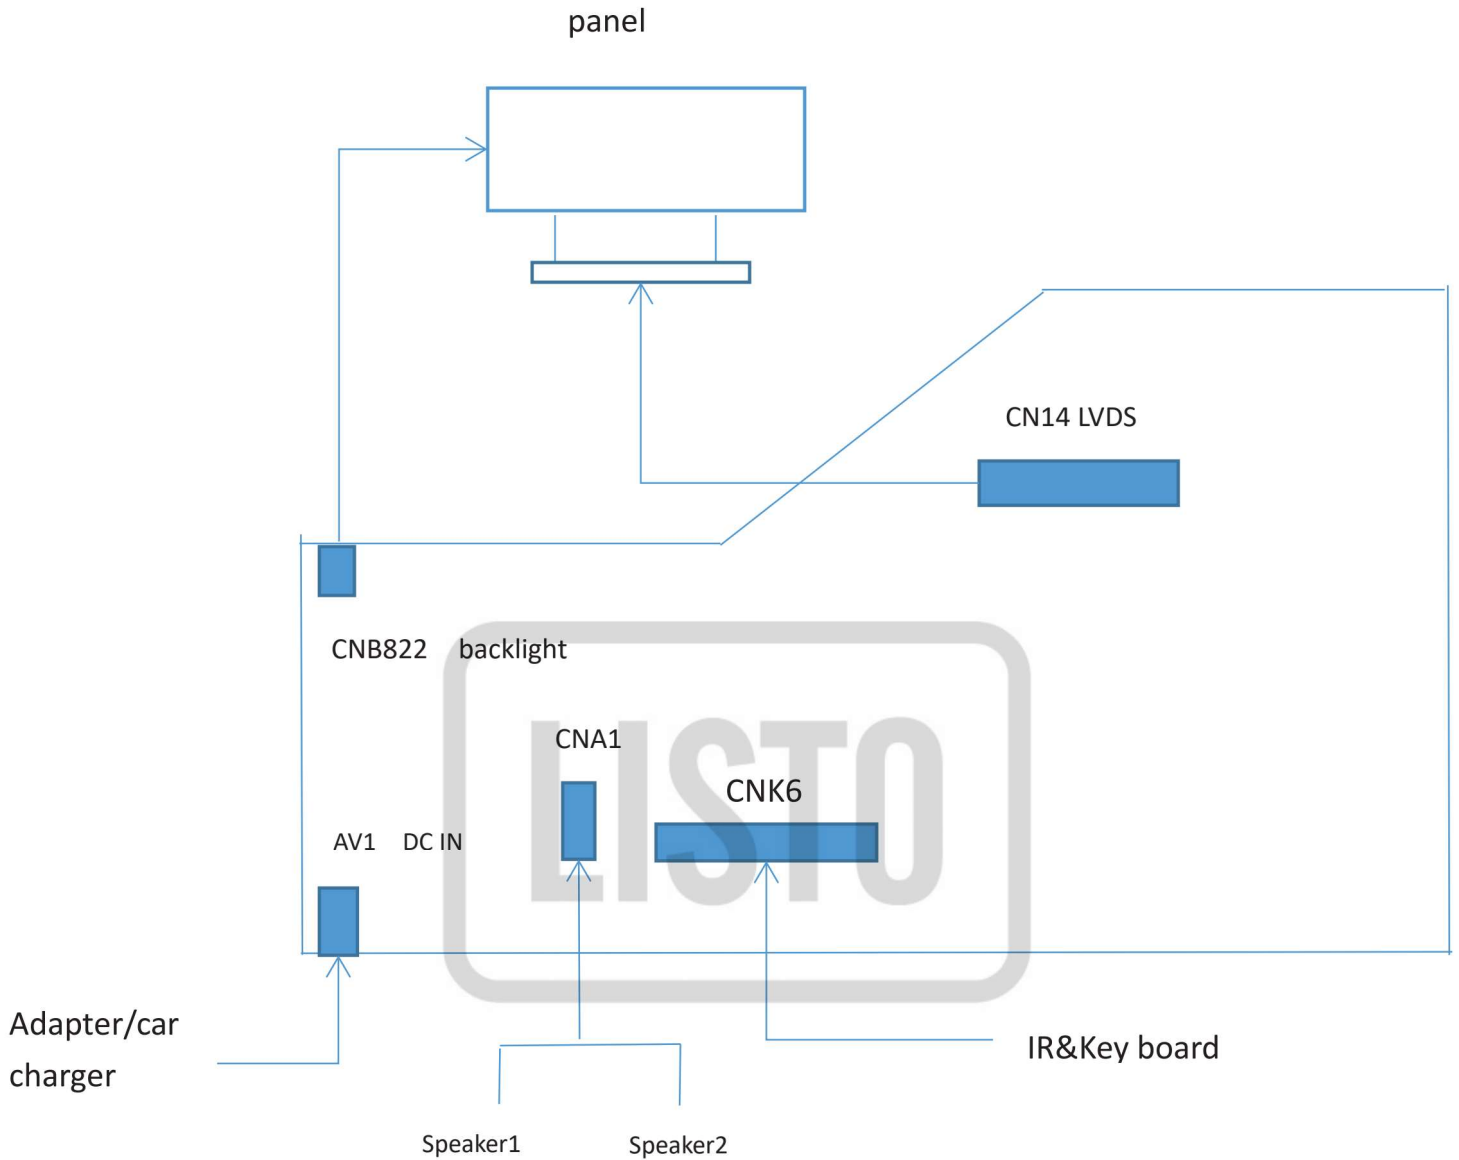 panel
CN14 LVDS
CNB822 backlight
CNA1
CNK6
LISTO
AV1 DC IN
Adapter/car
charger
IR&Key board
Speaker1
Speaker2